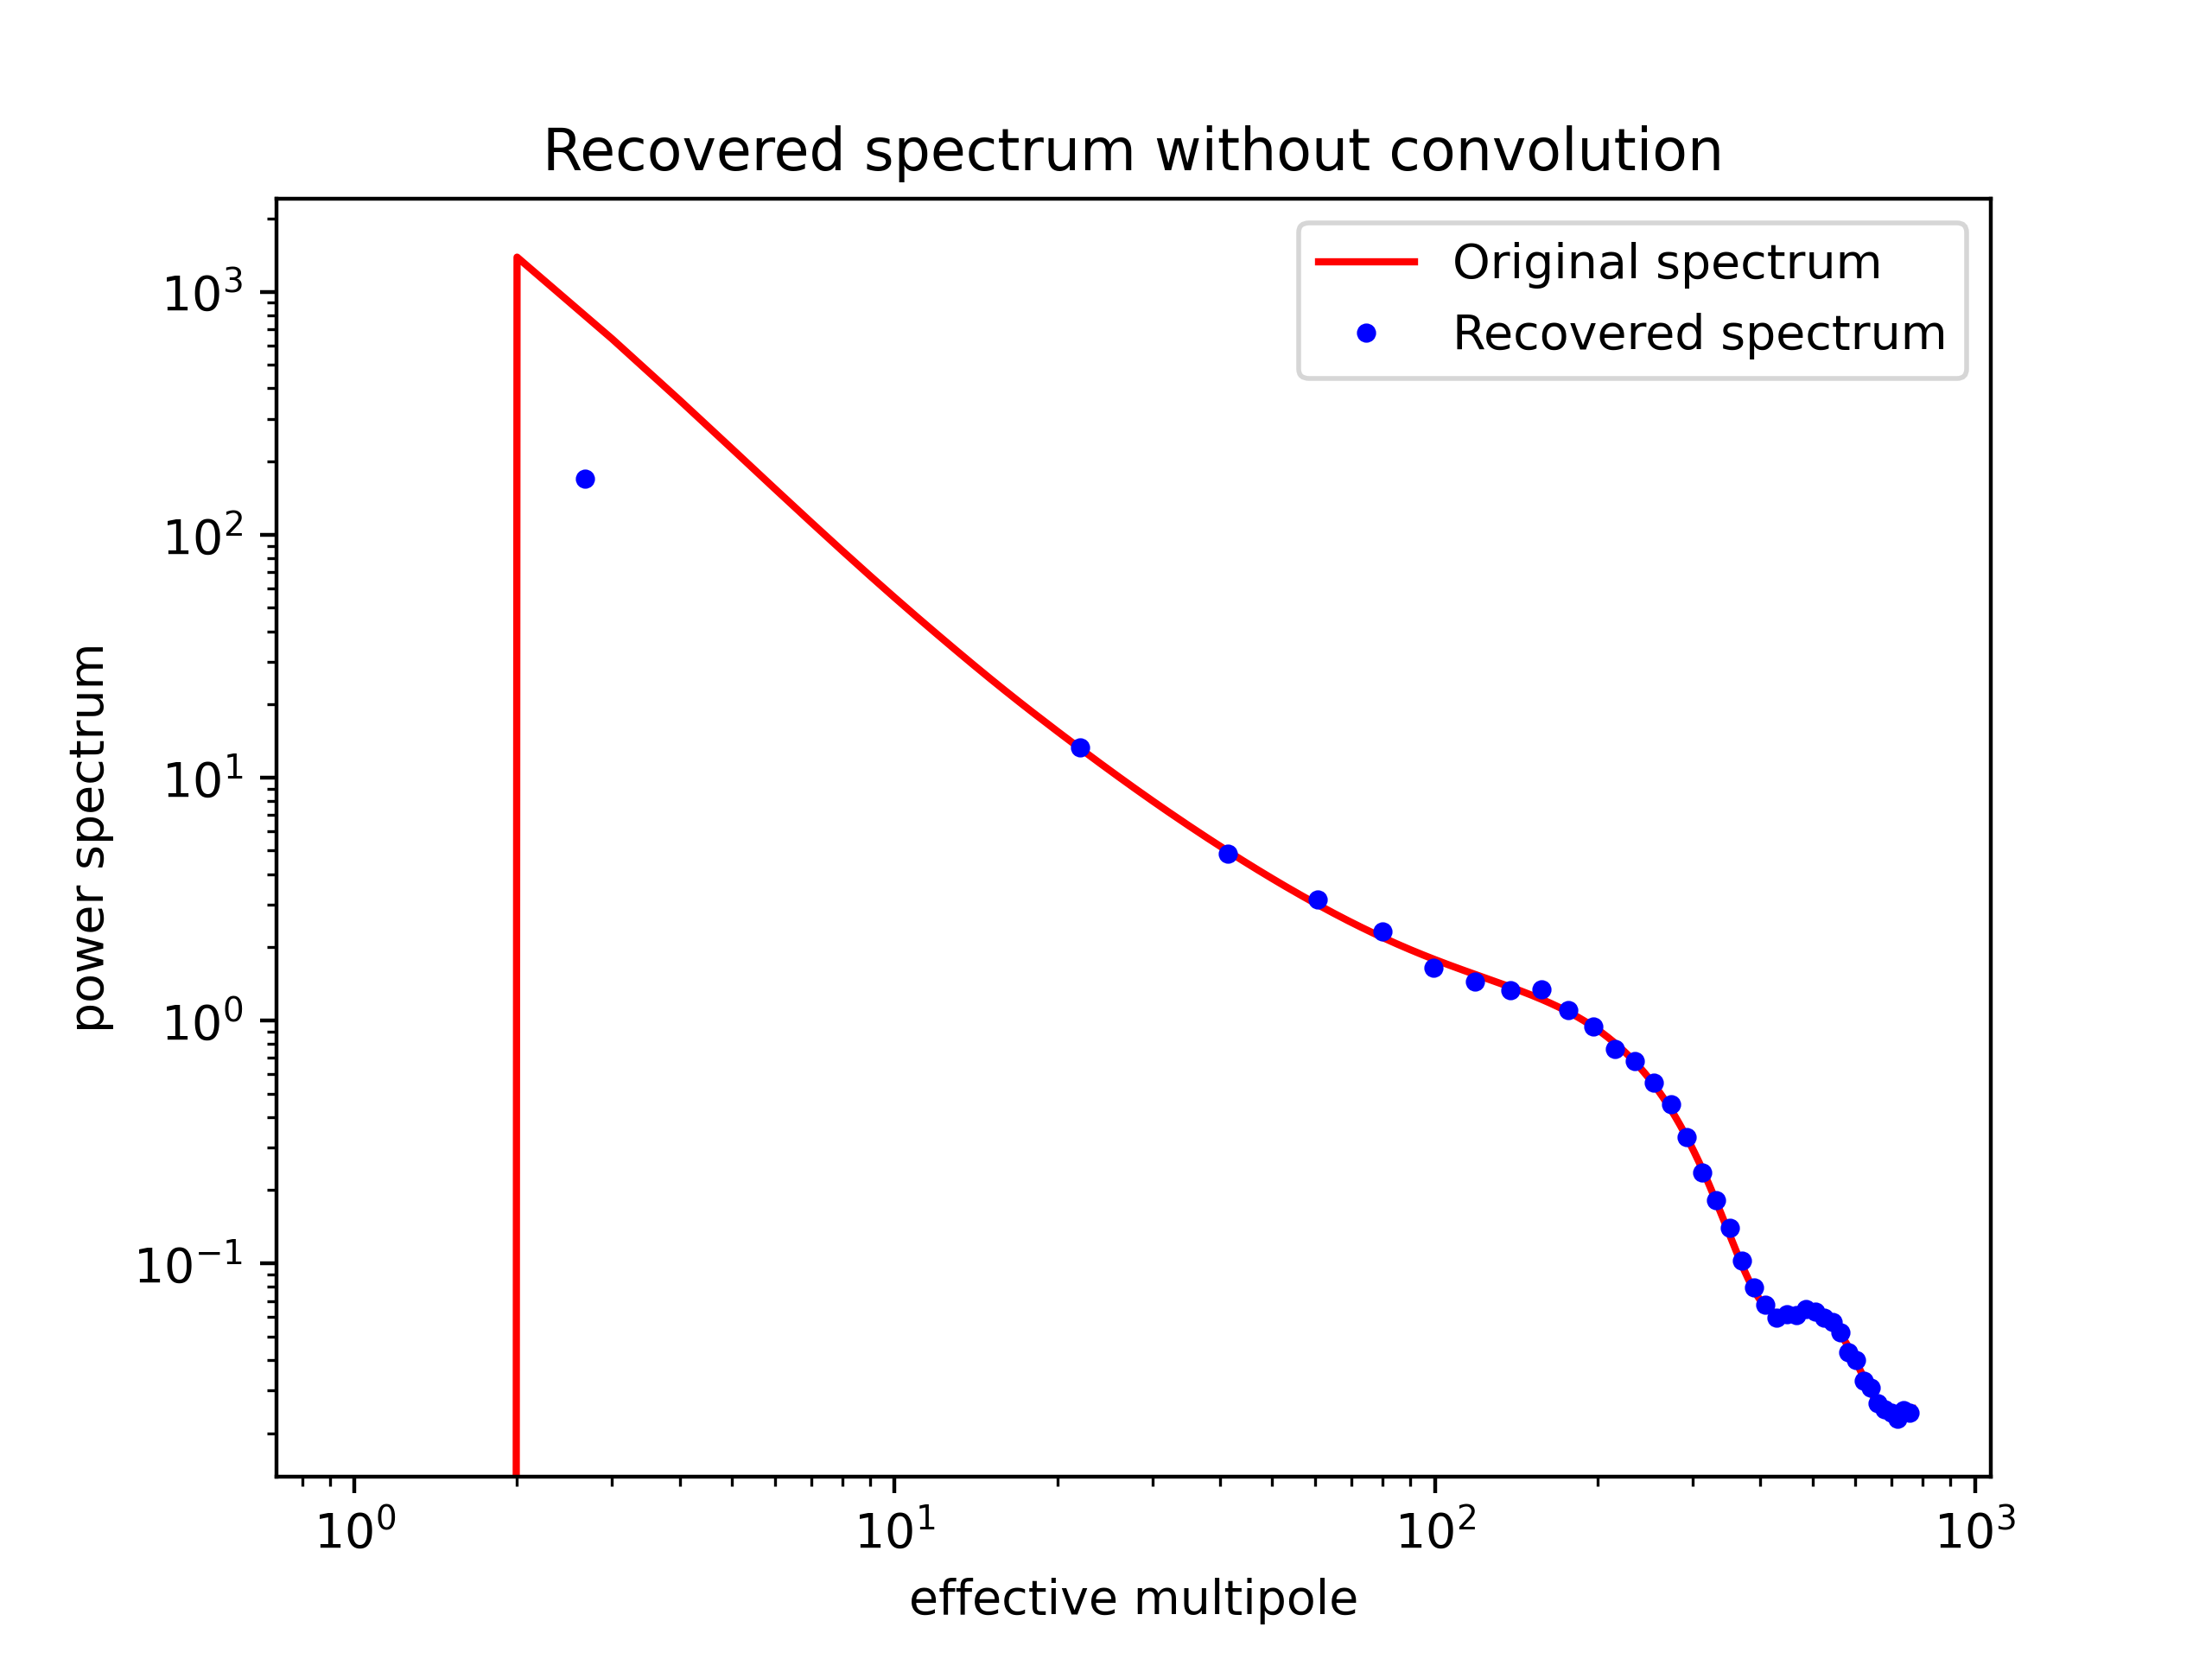 Recovered spectrum without convolution
Original spectrum
Recovered spectrum
10³
10²
10¹
10⁰
10⁻¹
power spectrum
10⁰ 10¹ 10² 10³
effective multipole